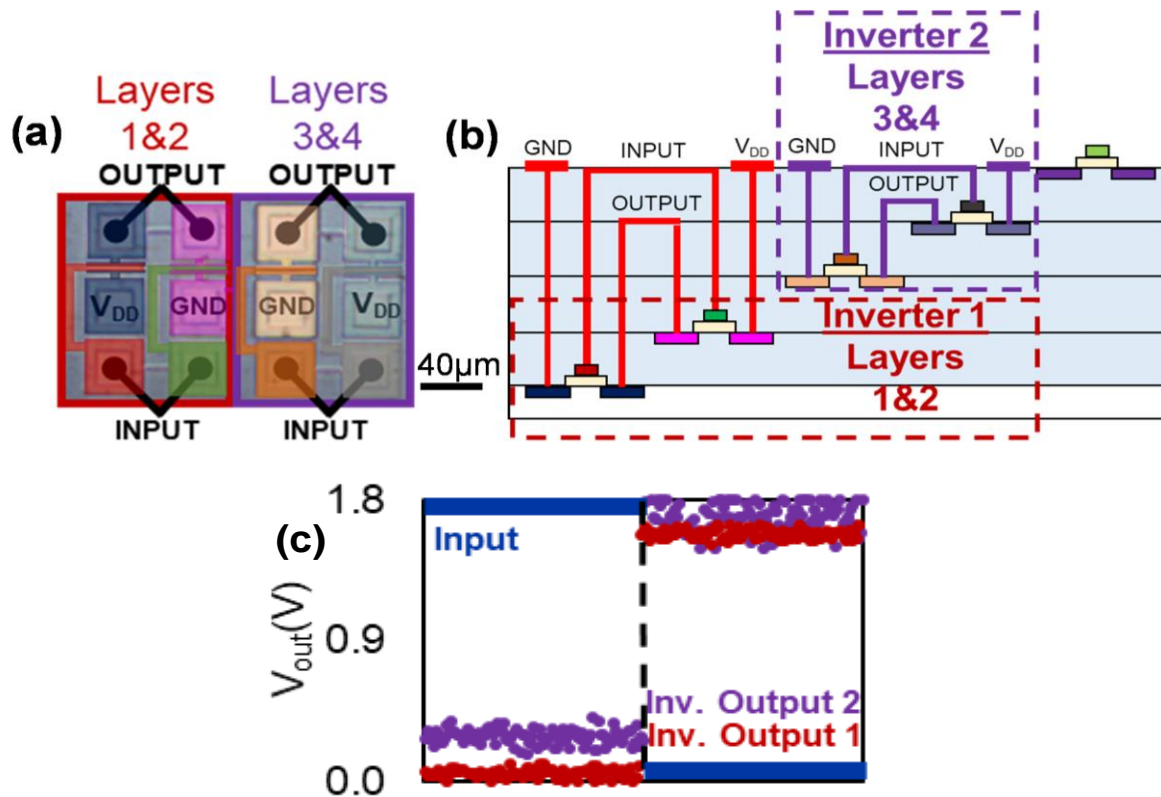 (a)
Layers
1&2
Layers
3&4
OUTPUT
OUTPUT
VDD
GND
GND
VDD
INPUT
INPUT
40μm
(b)
Inverter 2
Layers
3&4
GND
INPUT
VDD
GND
INPUT
VDD
OUTPUT
OUTPUT
Inverter 1
Layers
1&2
(c)
Vout(V)
1.8
0.9
0.0
Input
Inv. Output 2
Inv. Output 1